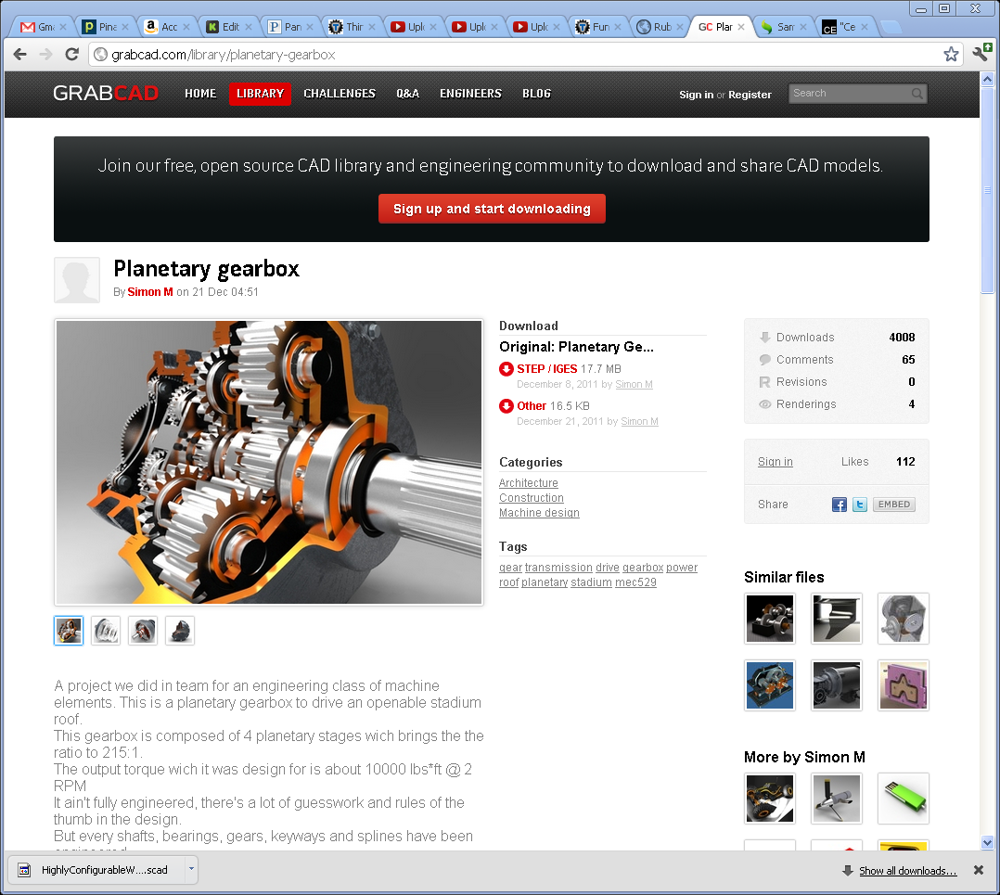 Gma
Pina
Acc
Edit
Pan
Thin
Uplo
Uplo
Uplo
Fun
Rub
GC Plan
Sam
CE "Ce
grabcad.com/library/planetary-gearbox
GRABCAD HOME LIBRARY CHALLENGES Q&A ENGINEERS BLOG Sign in or Register Search
Join our free, open source CAD library and engineering community to download and share CAD models.
Sign up and start downloading
Planetary gearbox
By Simon M on 21 Dec 04:51
Download
Original: Planetary Ge...
STEP / IGES 17.7 MB
December 8, 2011 by Simon M
Other 16.5 KB
December 21, 2011 by Simon M
Categories
Architecture
Construction
Machine design
Tags
gear transmission drive gearbox power
roof planetary stadium mec529
Downloads 4008
Comments 65
Revisions 0
Renderings 4
Sign in Likes 112
Share EMBED
Similar files
More by Simon M
A project we did in team for an engineering class of machine
elements. This is a planetary gearbox to drive an openable stadium
roof.
This gearbox is composed of 4 planetary stages wich brings the the
ratio to 215:1.
The output torque wich it was design for is about 10000 lbs*ft @ 2
RPM
It ain't fully engineered, there's a lot of guesswork and rules of the
thumb in the design.
But every shafts, bearings, gears, keyways and splines have been
engineered
HighlyConfigurableW....scad
Show all downloads...